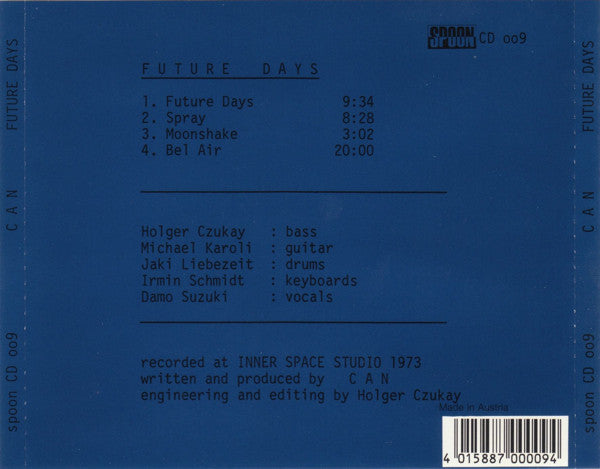 SPOON CD oo9
FUTURE DAYS
1. Future Days 9:34
2. Spray 8:28
3. Moonshake 3:02
4. Bel Air 20:00
Holger Czukay : bass
Michael Karoli : guitar
Jaki Liebezeit : drums
Irmin Schmidt : keyboards
Damo Suzuki : vocals
recorded at INNER SPACE STUDIO 1973
written and produced by CAN
engineering and editing by Holger Czukay
Made in Austria
4 015887 000094
spoon CD oo9 CAN FUTURE DAYS
spoon CD oo9 CAN FUTURE DAYS